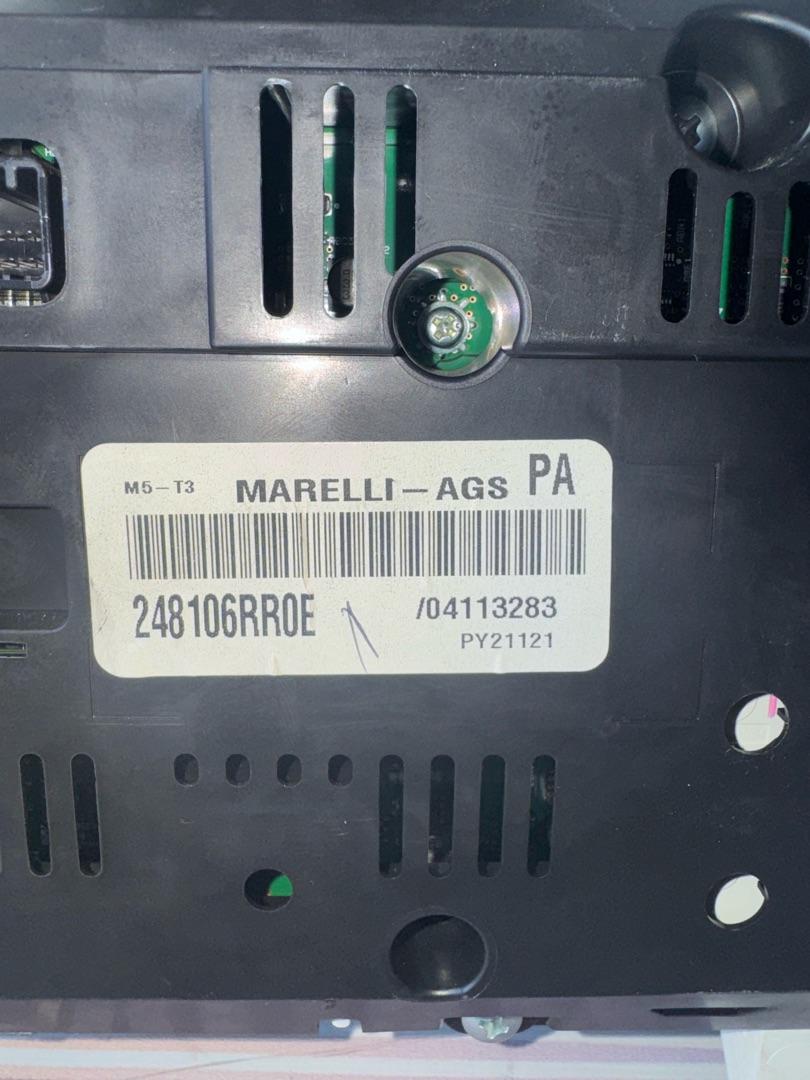 M5-T3 MARELLI-AGS PA
248106RR0E /04113283
PY21121